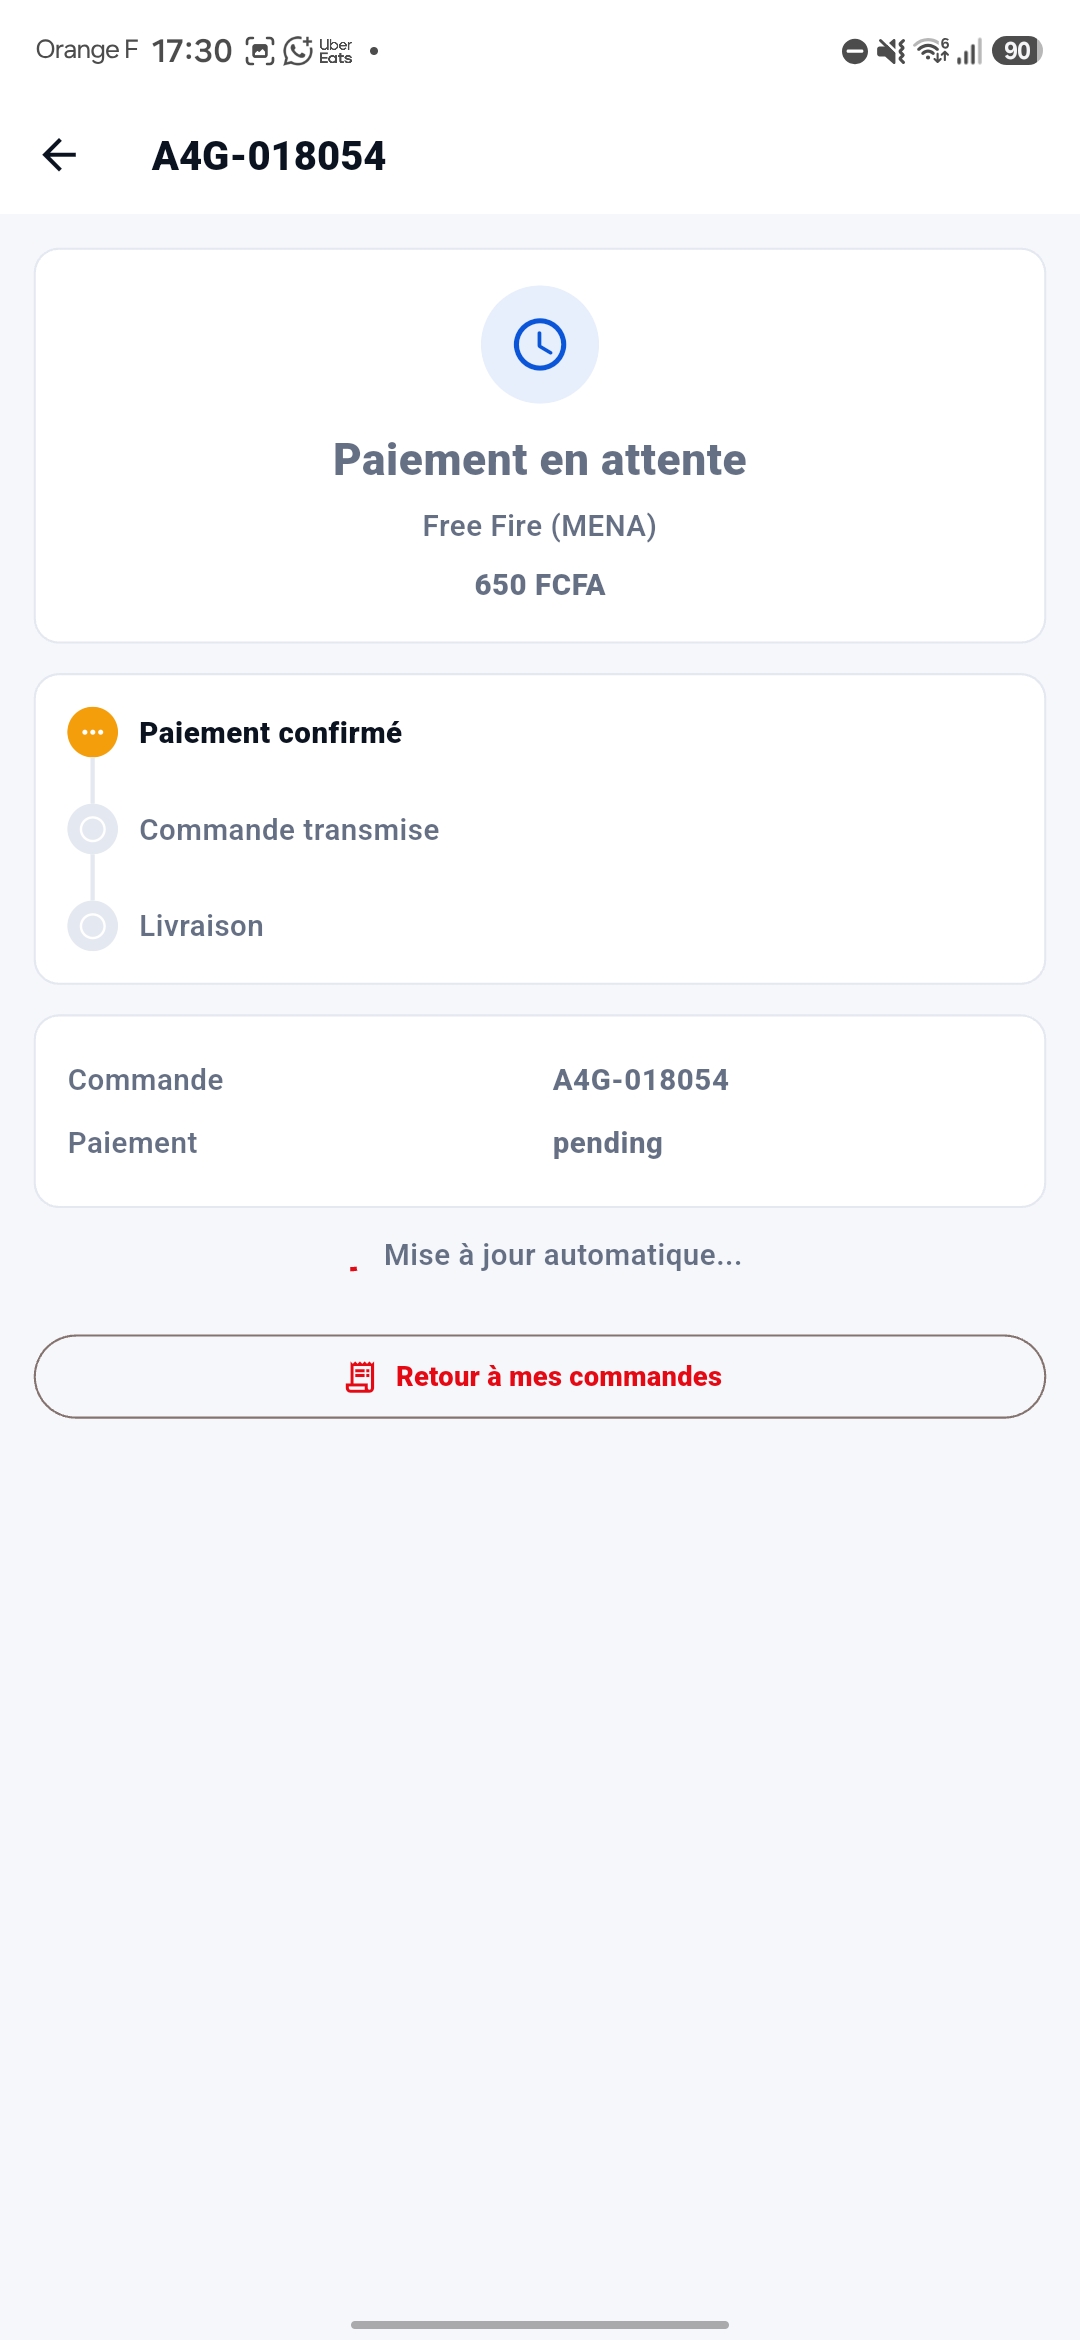 Orange F 17:30 Uber Eats 6 90
A4G-018054
Paiement en attente
Free Fire (MENA)
650 FCFA
Paiement confirmé
Commande transmise
Livraison
Commande A4G-018054
Paiement pending
Mise à jour automatique...
Retour à mes commandes